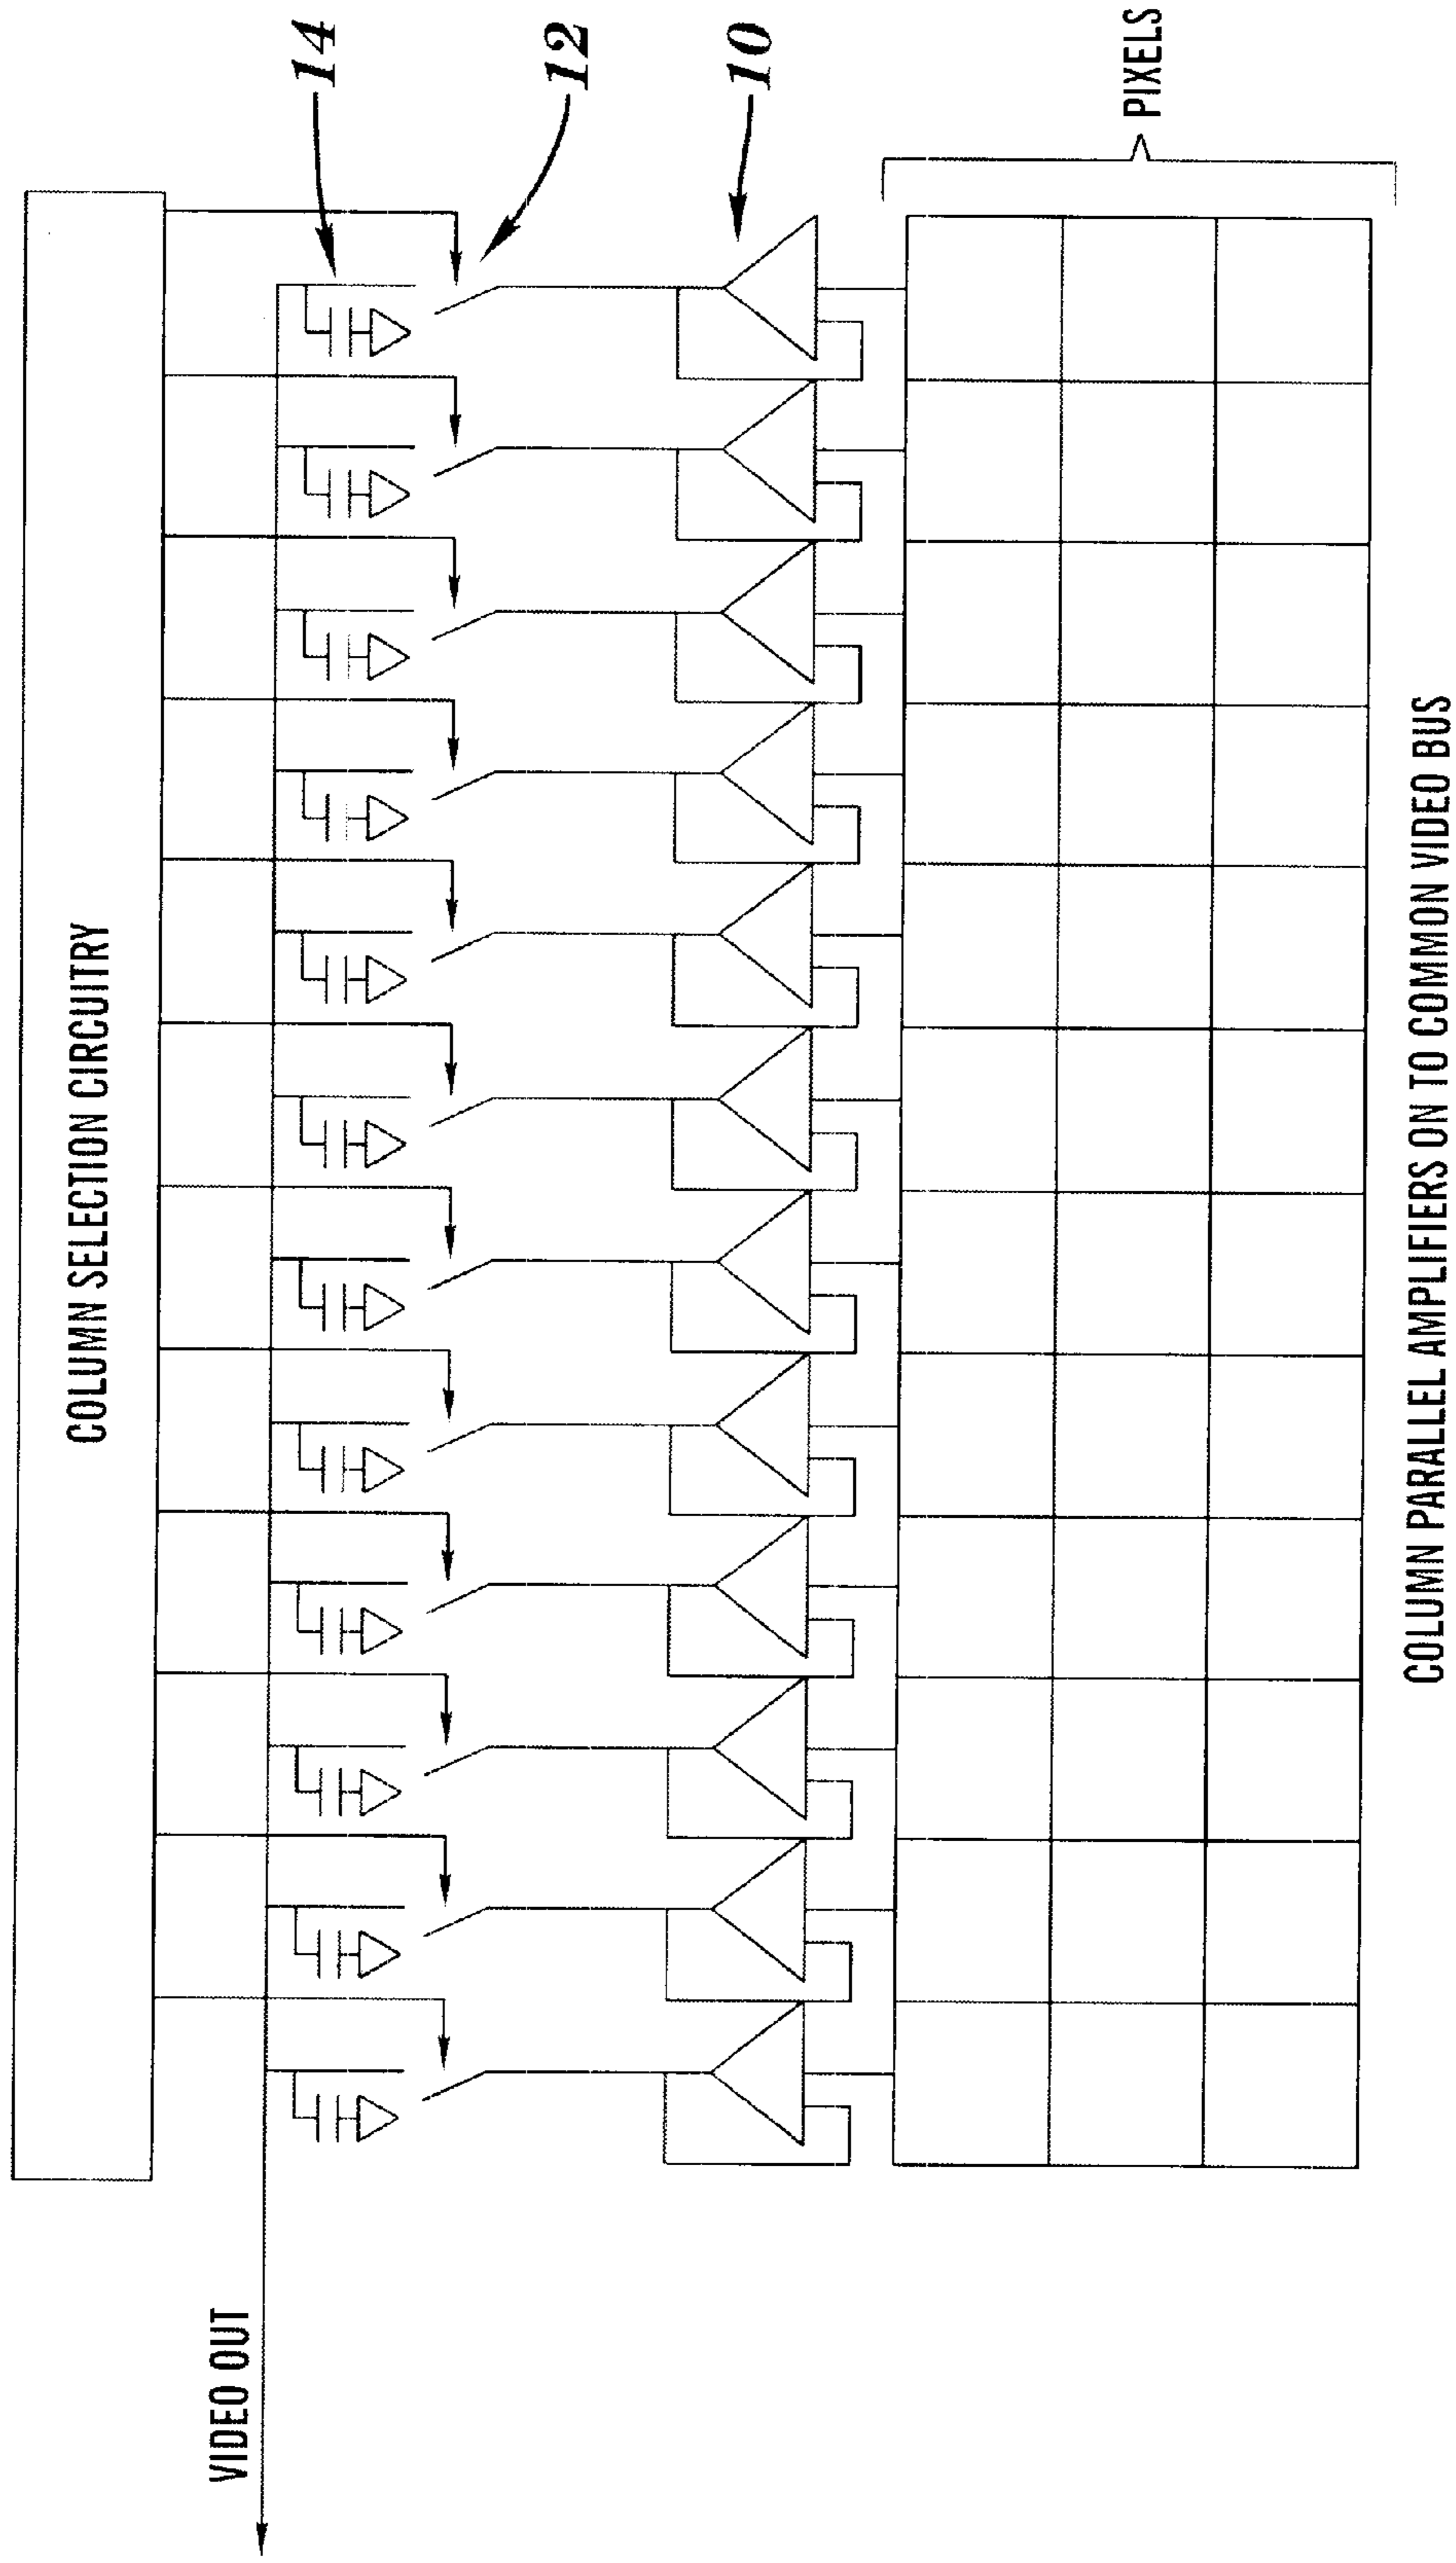 COLUMN SELECTION CIRCUITRY
VIDEO OUT
14
12
10
PIXELS
COLUMN PARALLEL AMPLIFIERS ON TO COMMON VIDEO BUS